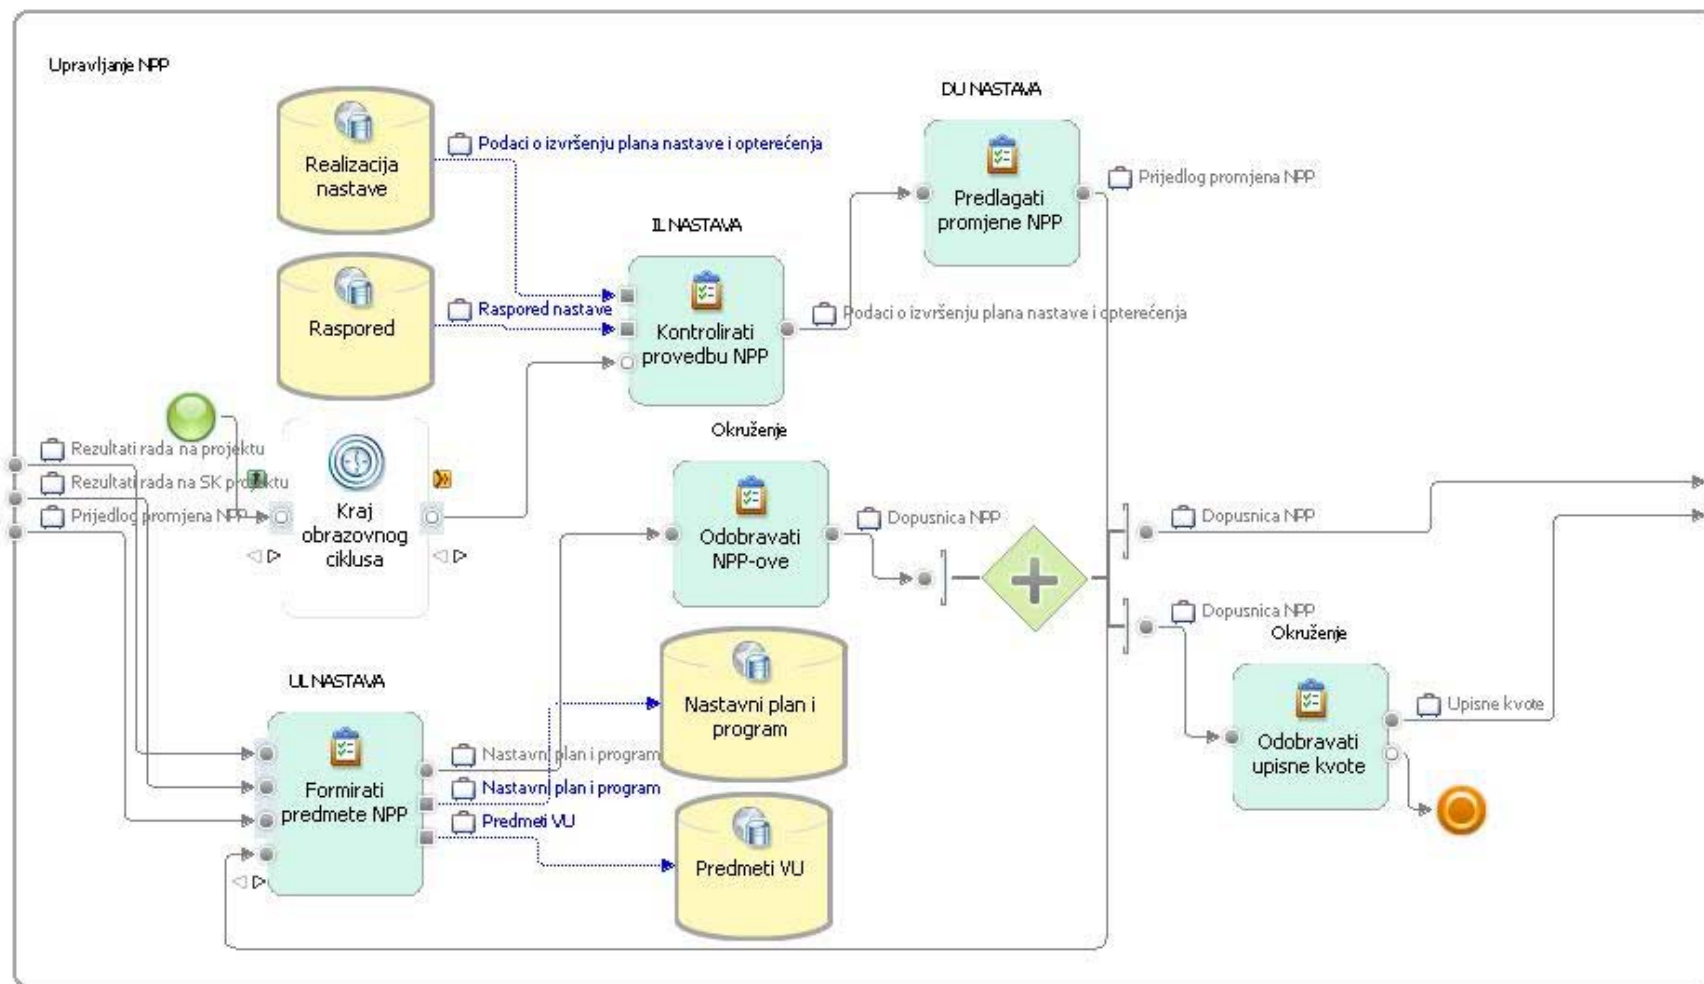 Upravljanje NPP
DU NASTAVA
Realizacija
nastave
Podaci o izvršenju plana nastave i opterećenja
Predlagati
promjene NPP
Prijedlog promjena NPP
IL NASTAVA
Raspored
Raspored nastave
Kontrolirati
provedbu NPP
Podaci o izvršenju plana nastave i opterećenja
Rezultati rada na projektu
Rezultati rada na SK projektu
Prijedlog promjena NPP
Kraj
obrazovnog
ciklusa
Okruženje
Odobravati
NPP-ove
Dopusnica NPP
Dopusnica NPP
Dopusnica NPP
Okruženje
Odobravati
upisne kvote
Upisne kvote
UL NASTAVA
Formirati
predmete NPP
Nastavni plan i program
Nastavni plan i program
Predmeti VU
Nastavni plan i
program
Predmeti VU